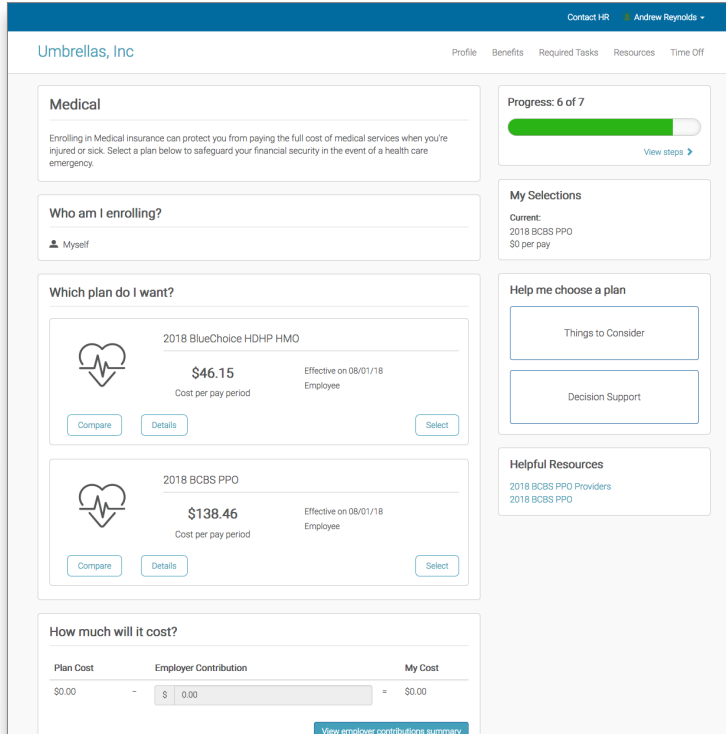 Contact HR Andrew Reynolds
Umbrellas, Inc
Profile Benefits Required Tasks Resources Time Off
Medical
Enrolling in Medical insurance can protect you from paying the full cost of medical services when you're
injured or sick. Select a plan below to safeguard your financial security in the event of a health care
emergency.
Who am I enrolling?
Myself
Which plan do I want?
2018 BlueChoice HDHP HMO
$46.15
Cost per pay period
Effective on 08/01/18
Employee
Compare Details Select
2018 BCBS PPO
$138.46
Cost per pay period
Effective on 08/01/18
Employee
Compare Details Select
How much will it cost?
Plan Cost Employer Contribution My Cost
$0.00 - $ 0.00 = $0.00
View employer contributions summary
Progress: 6 of 7
View steps
My Selections
Current:
2018 BCBS PPO
$0 per pay
Help me choose a plan
Things to Consider
Decision Support
Helpful Resources
2018 BCBS PPO Providers
2018 BCBS PPO